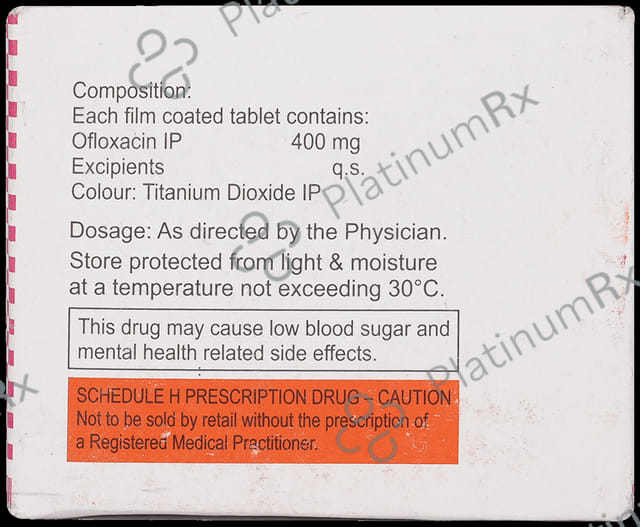 Composition:
Each film coated tablet contains:
Ofloxacin IP 400 mg
Excipients q.s.
Colour: Titanium Dioxide IP
Dosage: As directed by the Physician.
Store protected from light & moisture
at a temperature not exceeding 30°C.
This drug may cause low blood sugar and
mental health related side effects.
SCHEDULE H PRESCRIPTION DRUG - CAUTION
Not to be sold by retail without the prescription of
a Registered Medical Practitioner.
PlatinumRx
PlatinumRx